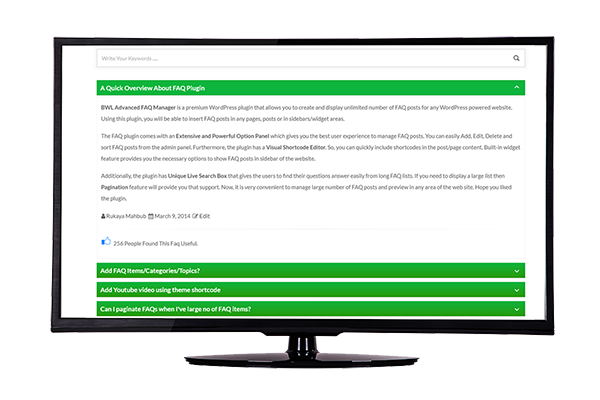 Write Your Keywords ....
A Quick Overview About FAQ Plugin
BWL Advanced FAQ Manager is a premium WordPress plugin that allows you to create and display unlimited number of FAQ posts for any WordPress powered website.
Using this plugin, you will be able to insert FAQ posts in any pages, posts or in sidebars/widget areas.
The FAQ plugin comes with an Extensive and Powerful Option Panel which gives you the best user experience to manage FAQ posts. You can easily Add, Edit, Delete and
sort FAQ posts from the admin panel. Furthermore, the plugin has a Visual Shortcode Editor. So, you can quickly include shortcodes in the post/page content. Built-in widget
feature provides you the necessary options to show FAQ posts in sidebar of the website.
Additionally, the plugin has Unique Live Search Box that gives the users to find their questions answer easily from long FAQ lists. If you need to display a large list then
Pagination feature will provide you that support. Now, it is very convenient to manage large number of FAQ posts and preview in any area of the web site. Hope you liked
the plugin.
Rukaya Mahbub March 9, 2014 Edit
256 People Found This Faq Useful.
Add FAQ Items/Categories/Topics?
Add Youtube video using theme shortcode
Can I paginate FAQs when I've large no of FAQ items?